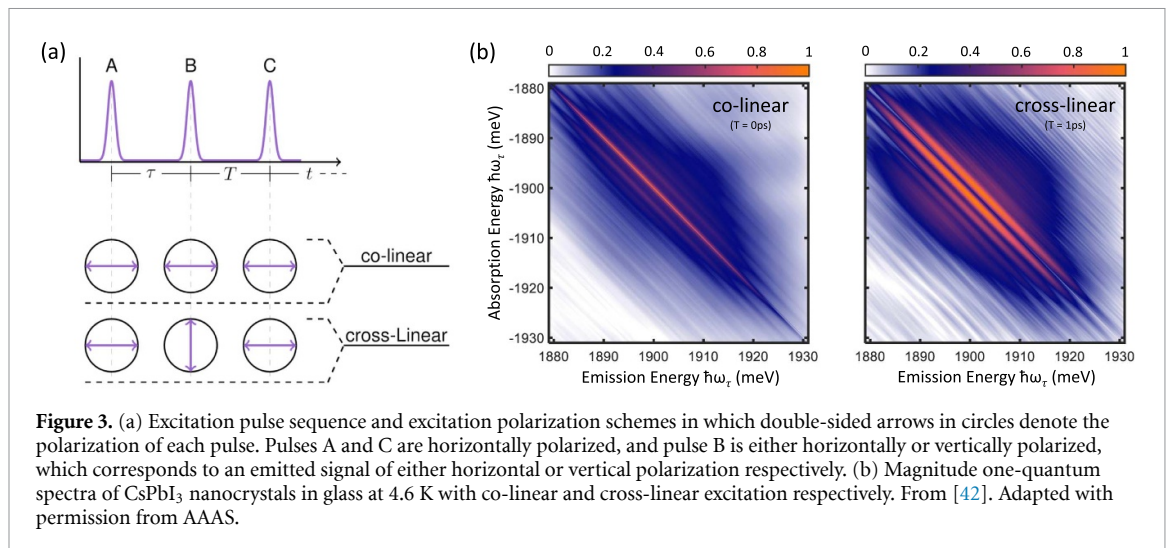 (a)
A B C
τ T t
co-linear
cross-Linear
(b)
0 0.2 0.4 0.6 0.8 1
co-linear
(T = 0ps)
-1880
-1890
-1900
-1910
-1920
-1930
Absorption Energy ħωτ (meV)
1880 1890 1900 1910 1920 1930
Emission Energy ħωτ (meV)
0 0.2 0.4 0.6 0.8 1
cross-linear
(T = 1ps)
1880 1890 1900 1910 1920 1930
Emission Energy ħωτ (meV)
Figure 3. (a) Excitation pulse sequence and excitation polarization schemes in which double-sided arrows in circles denote the
polarization of each pulse. Pulses A and C are horizontally polarized, and pulse B is either horizontally or vertically polarized,
which corresponds to an emitted signal of either horizontal or vertical polarization respectively. (b) Magnitude one-quantum
spectra of CsPbI₃ nanocrystals in glass at 4.6 K with co-linear and cross-linear excitation respectively. From [42]. Adapted with
permission from AAAS.